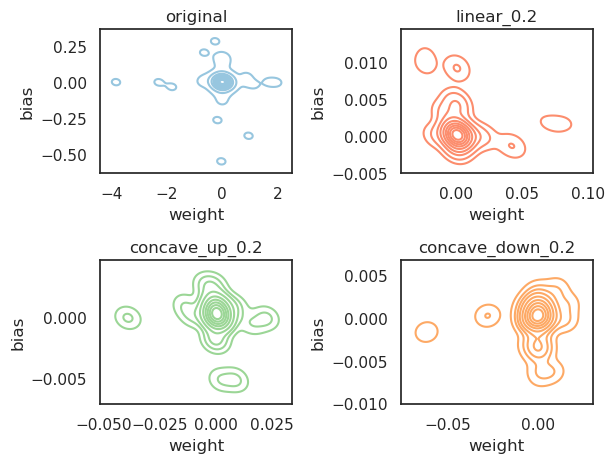 original
0.25
0.00
−0.25
−0.50
bias
−4 −2 0 2
weight
linear_0.2
0.010
0.005
0.000
−0.005
bias
0.00 0.05 0.10
weight
concave_up_0.2
0.000
−0.005
bias
−0.050 −0.025 0.000 0.025
weight
concave_down_0.2
0.005
0.000
−0.005
−0.010
bias
−0.05 0.00
weight